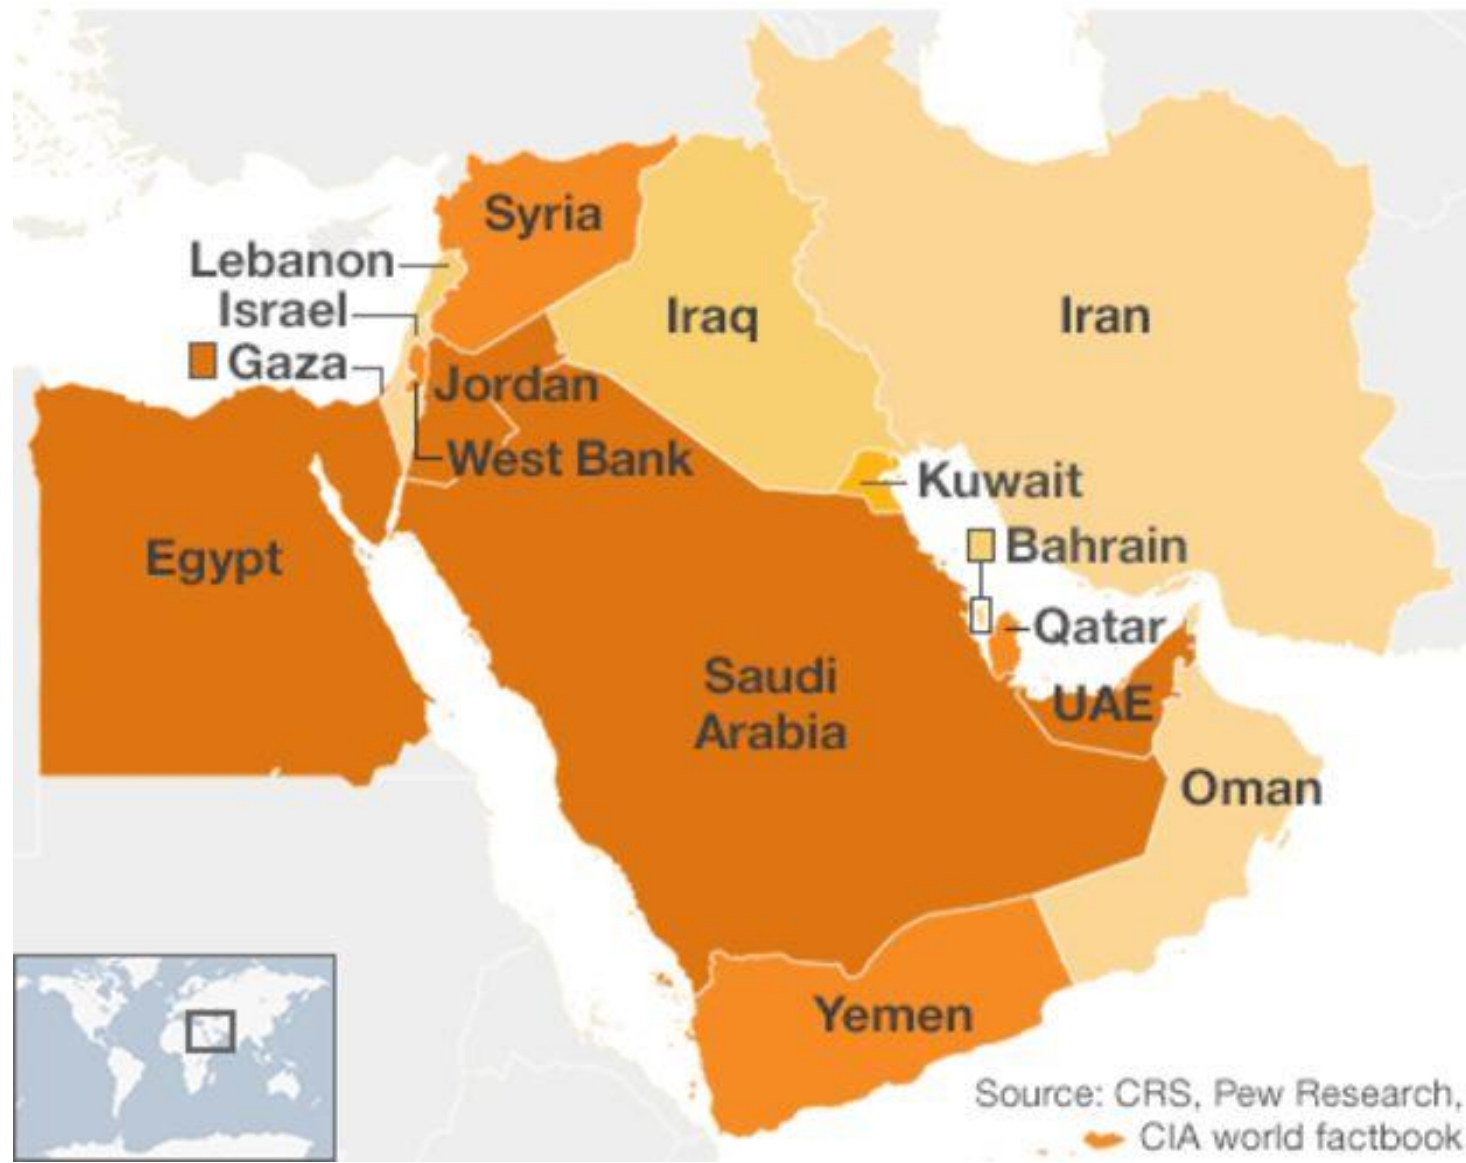 Syria
Lebanon
Israel
Iraq
Iran
Gaza
Jordan
West Bank
Kuwait
Bahrain
Egypt
Qatar
Saudi
Arabia
UAE
Oman
Yemen
Source: CRS, Pew Research,
CIA world factbook